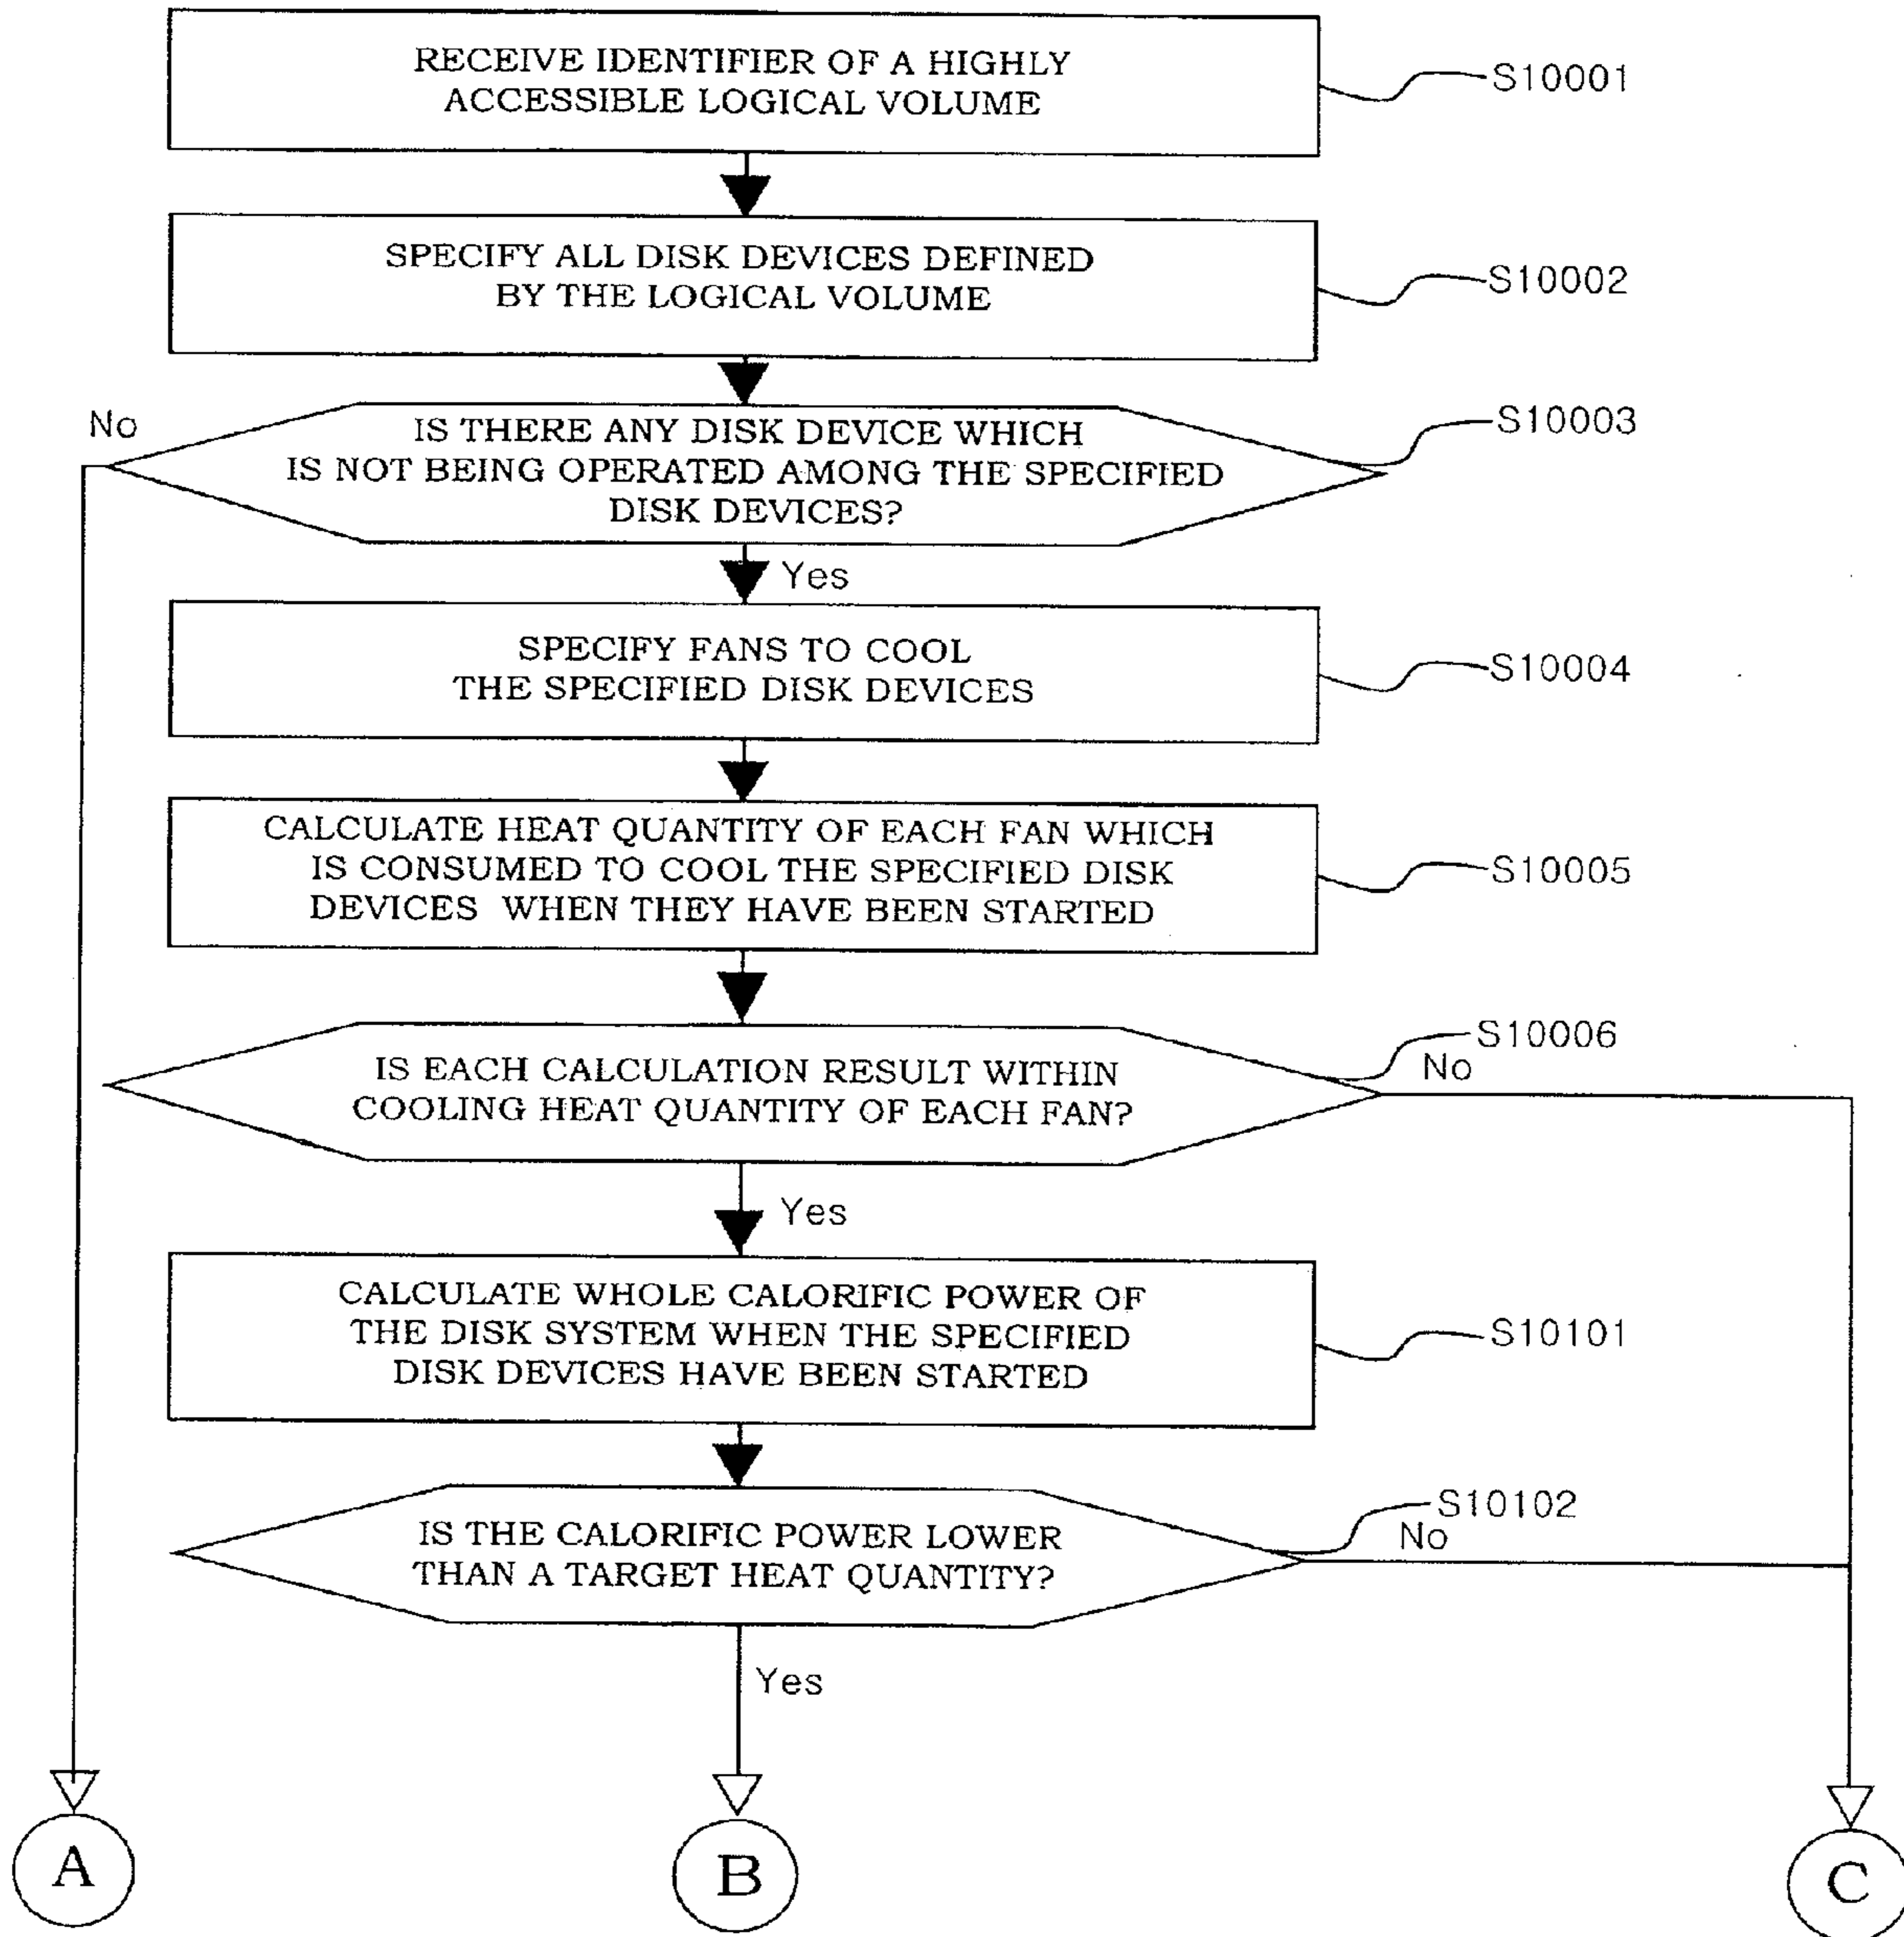 RECEIVE IDENTIFIER OF A HIGHLY
ACCESSIBLE LOGICAL VOLUME
S10001
SPECIFY ALL DISK DEVICES DEFINED
BY THE LOGICAL VOLUME
S10002
No
IS THERE ANY DISK DEVICE WHICH
IS NOT BEING OPERATED AMONG THE SPECIFIED
DISK DEVICES?
S10003
Yes
SPECIFY FANS TO COOL
THE SPECIFIED DISK DEVICES
S10004
CALCULATE HEAT QUANTITY OF EACH FAN WHICH
IS CONSUMED TO COOL THE SPECIFIED DISK
DEVICES WHEN THEY HAVE BEEN STARTED
S10005
IS EACH CALCULATION RESULT WITHIN
COOLING HEAT QUANTITY OF EACH FAN?
S10006
No
Yes
CALCULATE WHOLE CALORIFIC POWER OF
THE DISK SYSTEM WHEN THE SPECIFIED
DISK DEVICES HAVE BEEN STARTED
S10101
IS THE CALORIFIC POWER LOWER
THAN A TARGET HEAT QUANTITY?
S10102
No
Yes
A
B
C